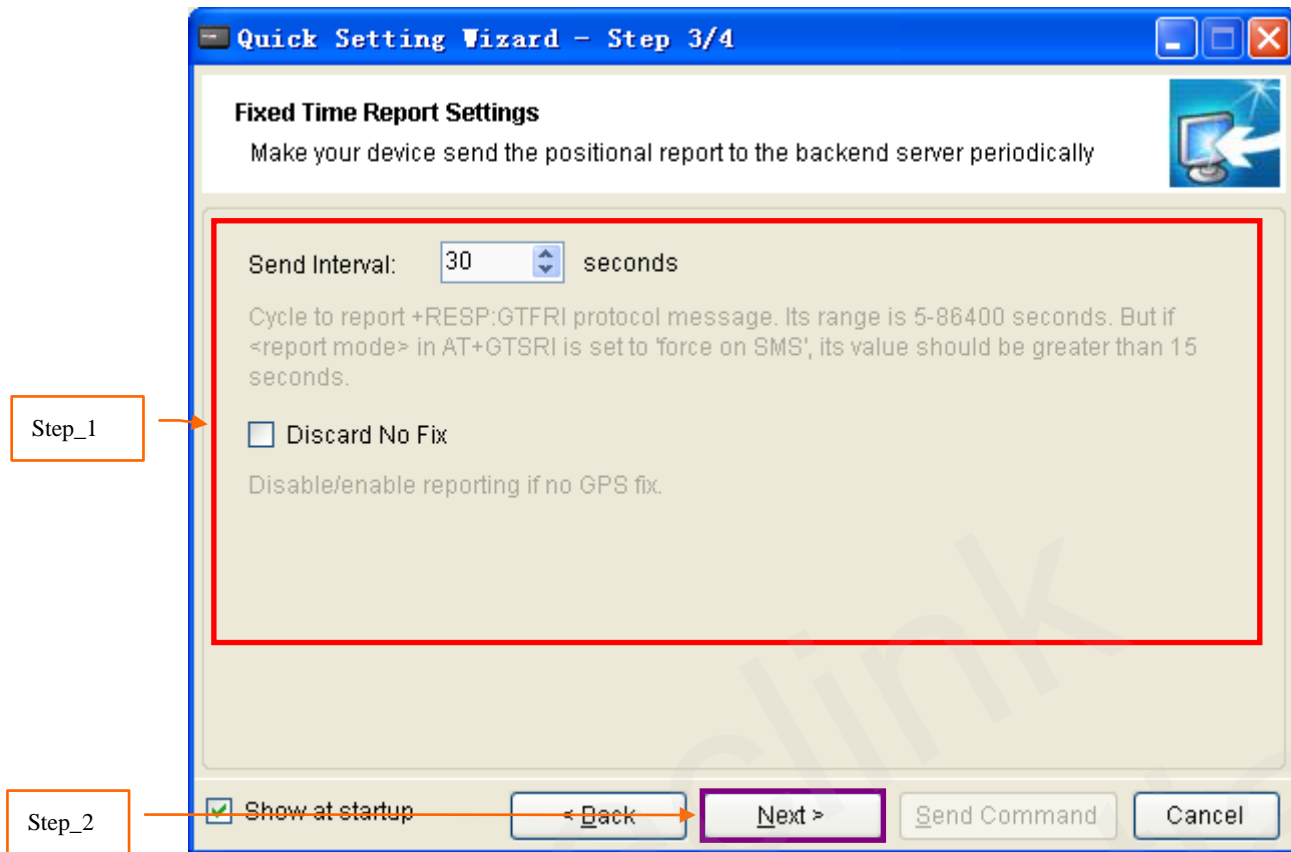 Quick Setting Wizard - Step 3/4
Fixed Time Report Settings
Make your device send the positional report to the backend server periodically
Send Interval: 30 seconds
Cycle to report +RESP:GTFRI protocol message. Its range is 5-86400 seconds. But if
<report mode> in AT+GTSRI is set to 'force on SMS', its value should be greater than 15
seconds.
Step_1
Discard No Fix
Disable/enable reporting if no GPS fix.
Step_2
Show at startup
< Back
Next >
Send Command
Cancel